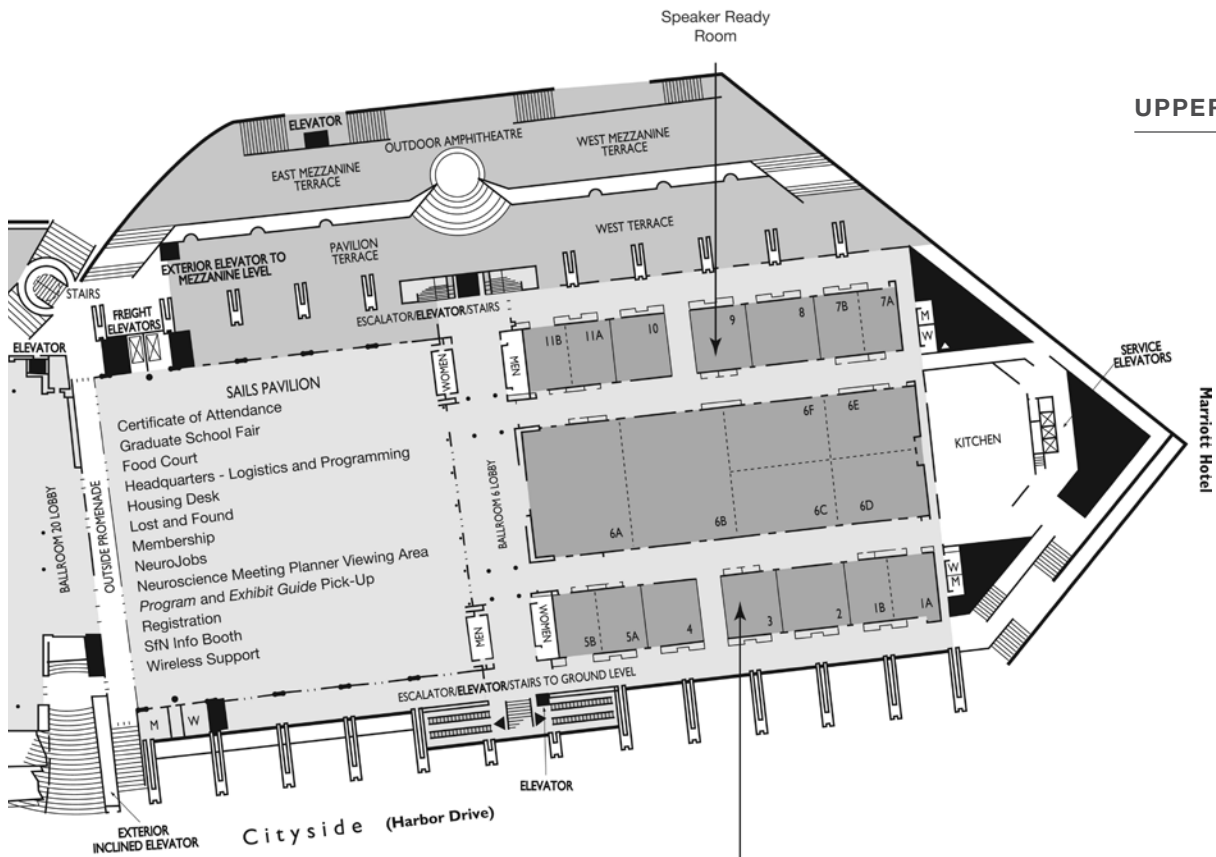 Speaker Ready
Room
UPPER
ELEVATOR
OUTDOOR AMPHITHEATRE
WEST MEZZANINE
TERRACE
EAST MEZZANINE
TERRACE
WEST TERRACE
PAVILION
TERRACE
EXTERIOR ELEVATOR TO
MEZZANINE LEVEL
STAIRS
FREIGHT
ELEVATORS
ESCALATOR/ELEVATOR/STAIRS
ELEVATOR
11B
11A
10
9
8
7B
7A
M
W
SERVICE
ELEVATORS
Marriott Hotel
WOMEN
MEN
SAILS PAVILION
Certificate of Attendance
Graduate School Fair
Food Court
Headquarters - Logistics and Programming
Housing Desk
Lost and Found
Membership
NeuroJobs
Neuroscience Meeting Planner Viewing Area
Program and Exhibit Guide Pick-Up
Registration
SfN Info Booth
Wireless Support
BALLROOM 20 LOBBY
OUTSIDE PROMENADE
BALLROOM 6 LOBBY
6F
6E
KITCHEN
6A
6B
6C
6D
W
M
MEN
WOMEN
5B
5A
4
3
2
1B
1A
ESCALATOR/ELEVATOR/STAIRS TO GROUND LEVEL
M
W
ELEVATOR
EXTERIOR
INCLINED ELEVATOR
Cityside (Harbor Drive)